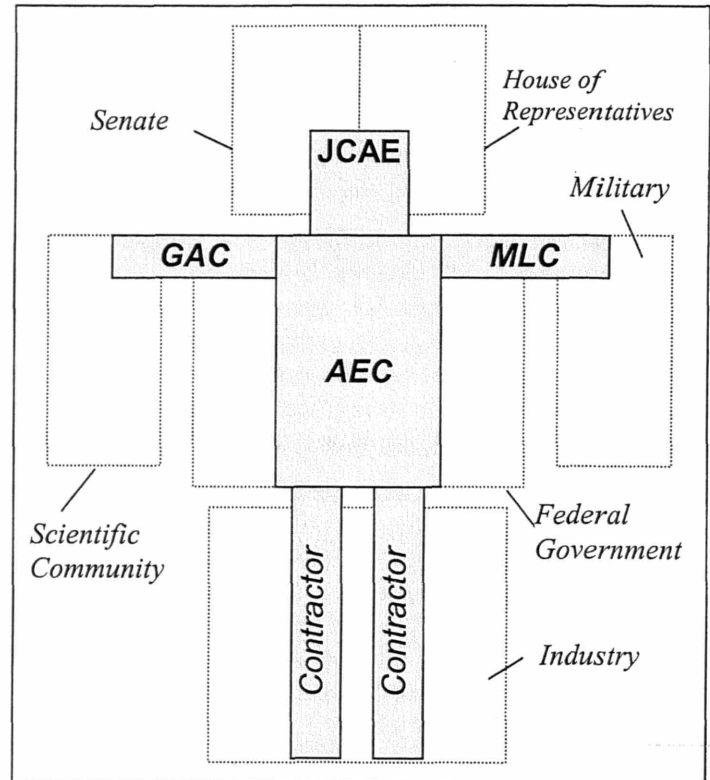 Senate
House of
Representatives
JCAE
Military
GAC
MLC
AEC
Scientific
Community
Federal
Government
Contractor
Contractor
Industry